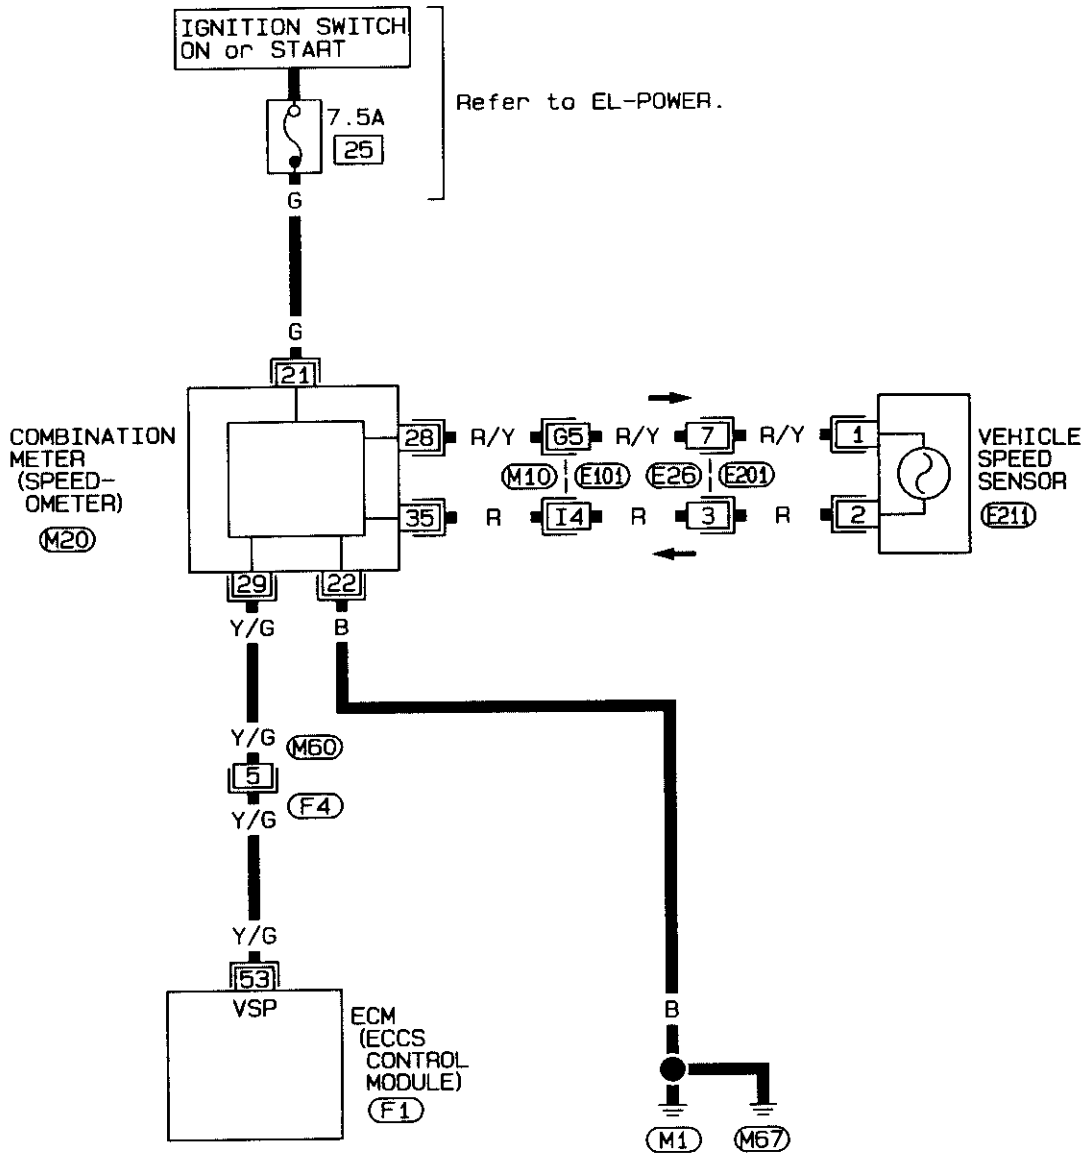 IGNITION SWITCH
ON or START
Refer to EL-POWER.
7.5A
25
G
G
21
COMBINATION
METER
(SPEED-
OMETER)
M20
28
R/Y
G5
R/Y
7
R/Y
1
M10
E101
E26
E201
35
R
I4
R
3
R
2
VEHICLE
SPEED
SENSOR
E211
29
22
Y/G
B
Y/G
M60
5
F4
Y/G
Y/G
53
VSP
ECM
(ECCS
CONTROL
MODULE)
F1
B
M1
M67